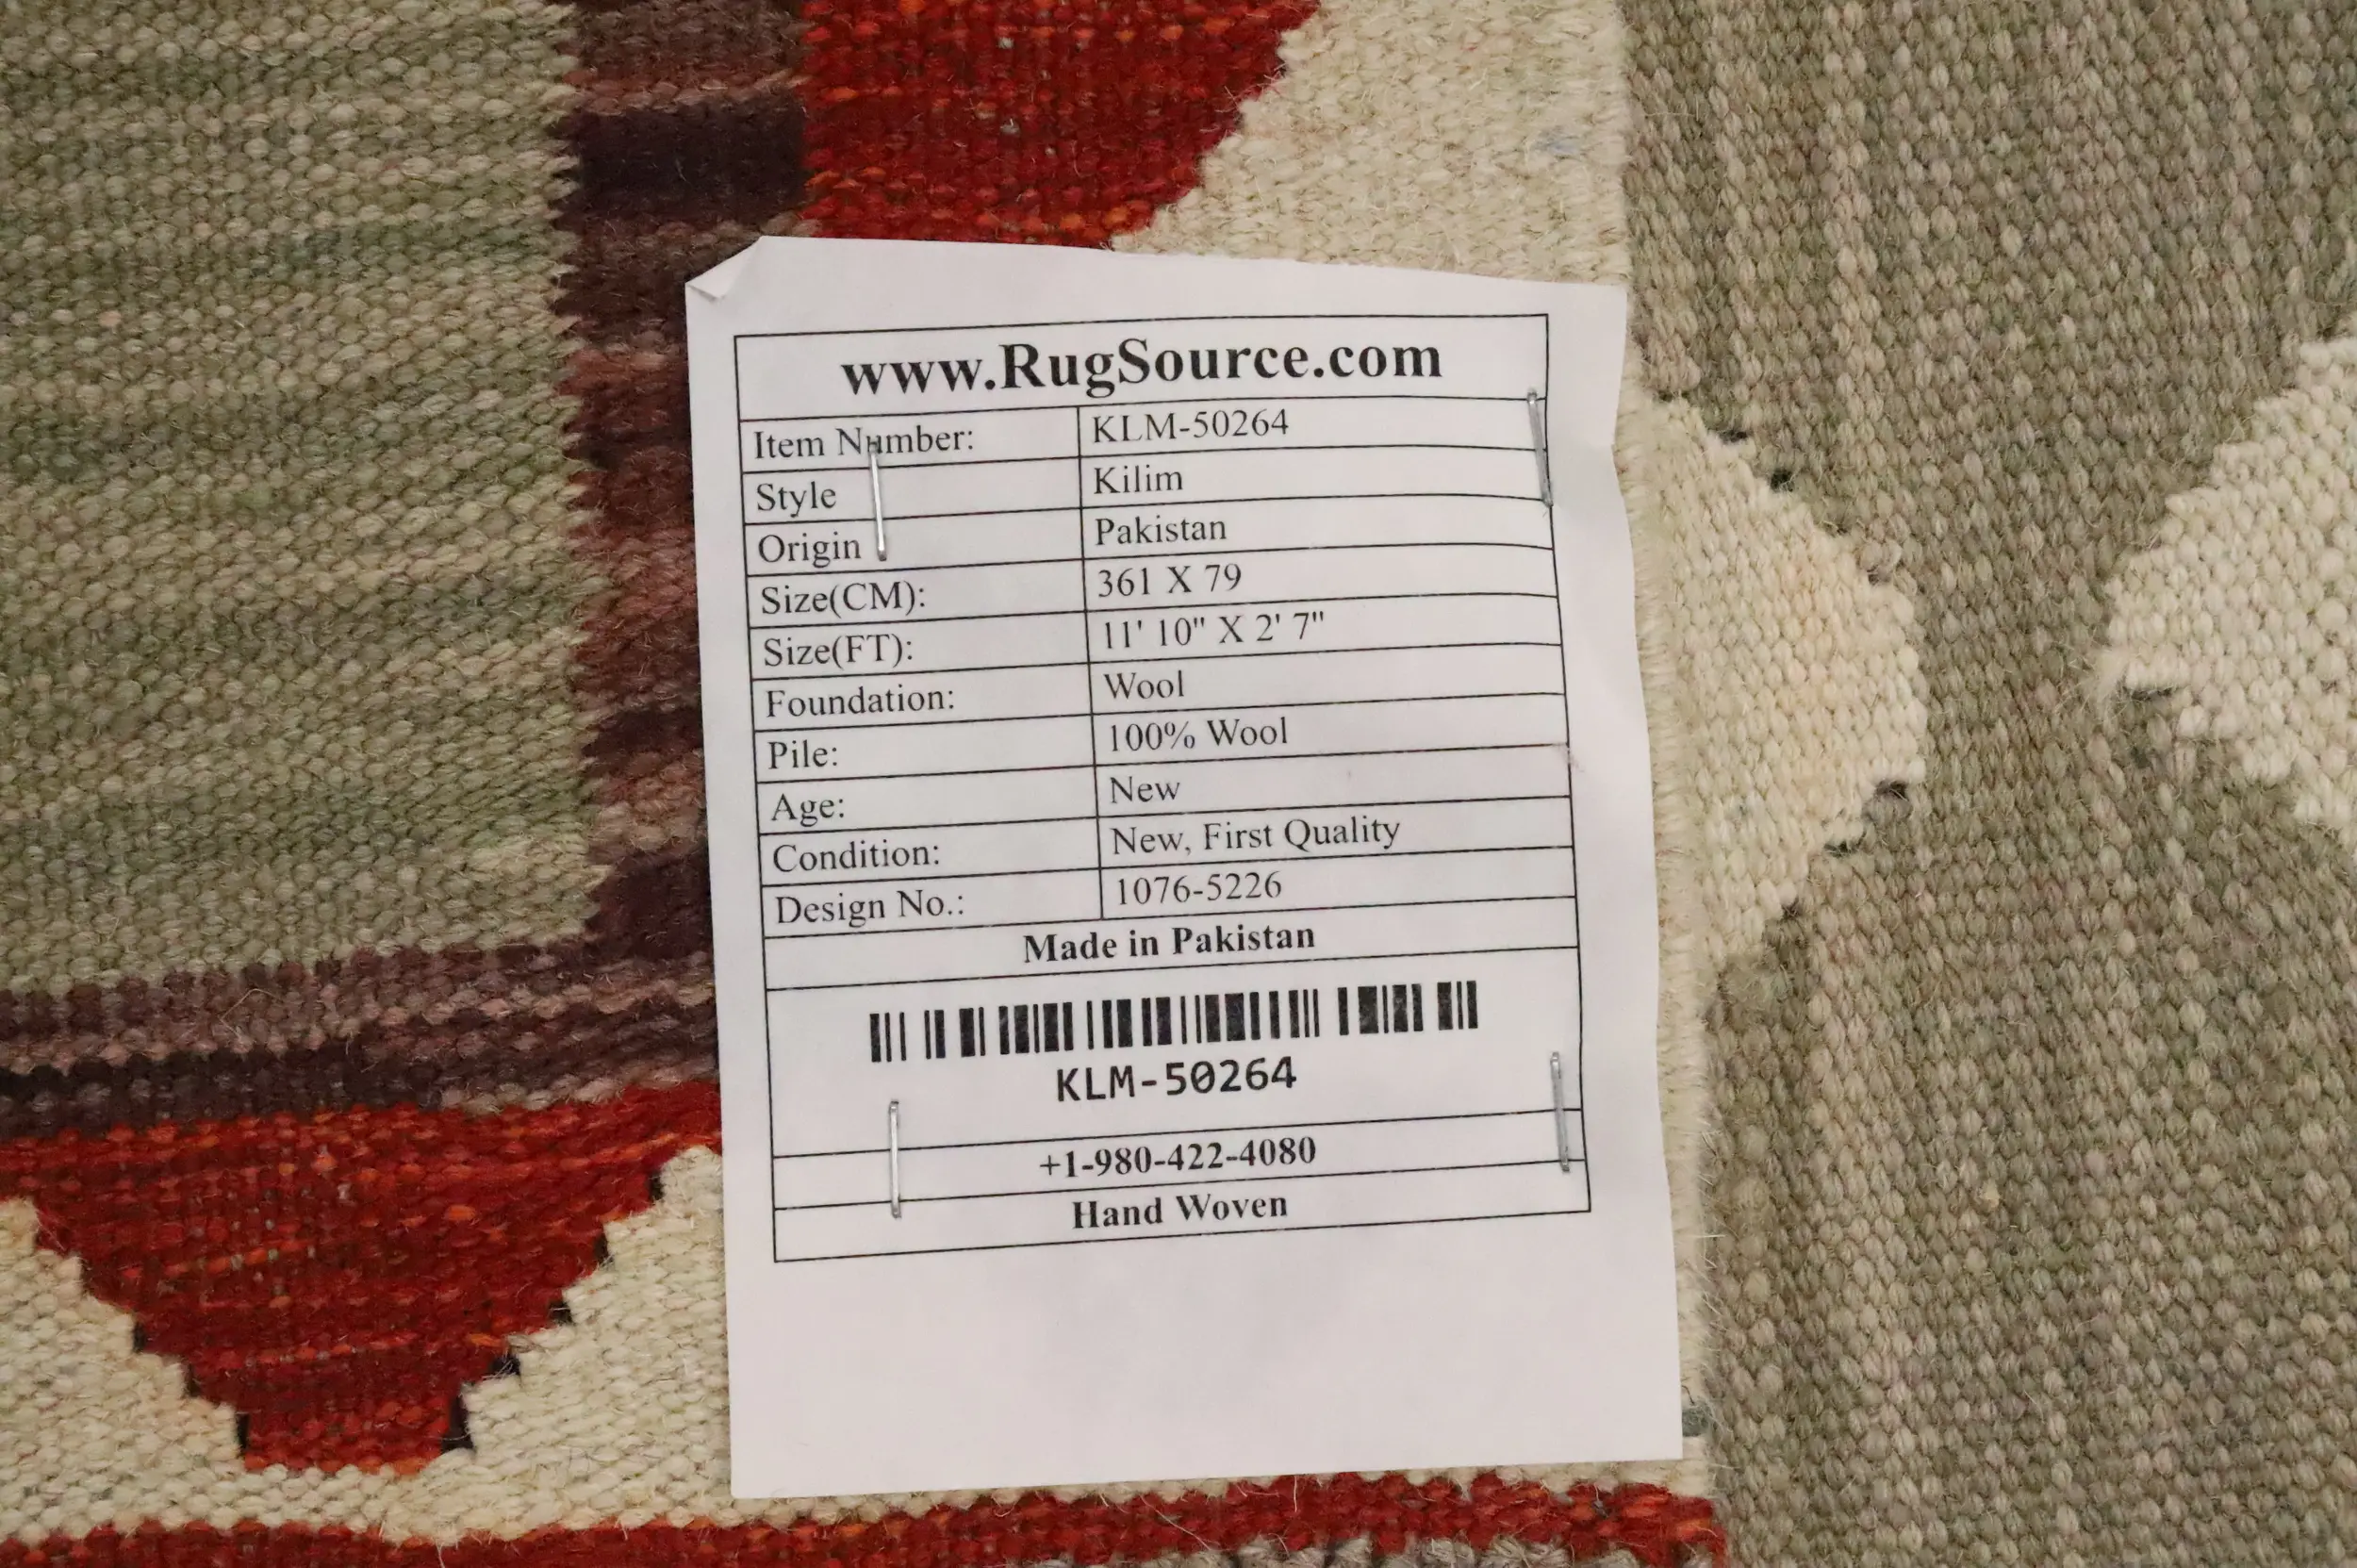 www.RugSource.com
Item Number: KLM-50264
Style Kilim
Origin Pakistan
Size(CM): 361 X 79
Size(FT): 11' 10" X 2' 7"
Foundation: Wool
Pile: 100% Wool
Age: New
Condition: New, First Quality
Design No.: 1076-5226
Made in Pakistan
KLM-50264
+1-980-422-4080
Hand Woven